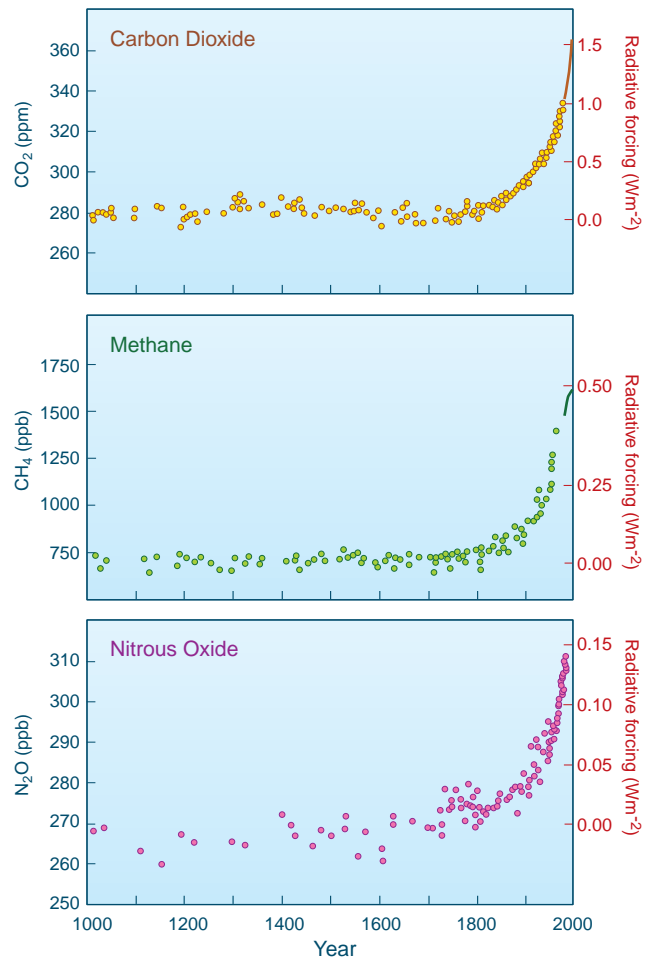 Carbon Dioxide
CO₂ (ppm)
360
340
320
300
280
260
1.5
1.0
0.5
0.0
Radiative forcing (Wm⁻²)
Methane
CH₄ (ppb)
1750
1500
1250
1000
750
0.50
0.25
0.00
Radiative forcing (Wm⁻²)
Nitrous Oxide
N₂O (ppb)
310
300
290
280
270
260
250
0.15
0.10
0.05
0.00
Radiative forcing (Wm⁻²)
1000 1200 1400 1600 1800 2000
Year